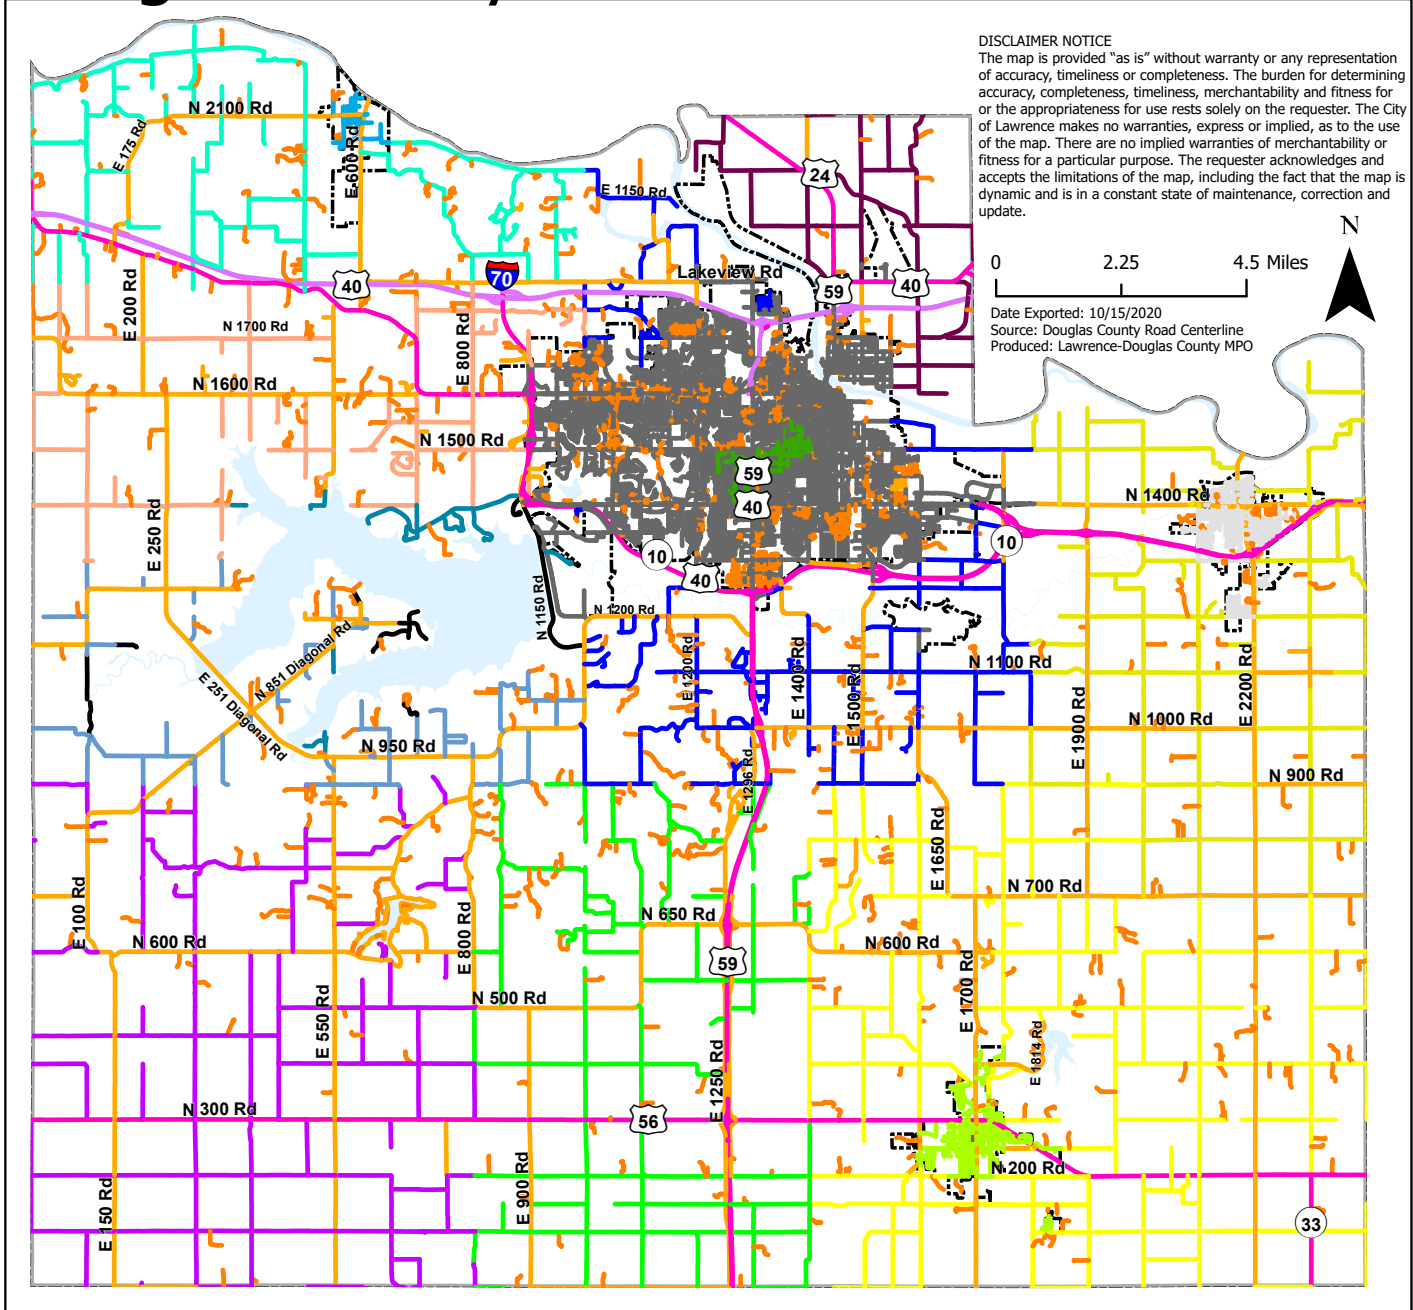 DISCLAIMER NOTICE
The map is provided “as is” without warranty or any representation
of accuracy, timeliness or completeness. The burden for determining
accuracy, completeness, timeliness, merchantability and fitness for
or the appropriateness for use rests solely on the requester. The City
of Lawrence makes no warranties, express or implied, as to the use
of the map. There are no implied warranties of merchantability or
fitness for a particular purpose. The requester acknowledges and
accepts the limitations of the map, including the fact that the map is
dynamic and is in a constant state of maintenance, correction and
update.
N
0 2.25 4.5 Miles
Date Exported: 10/15/2020
Source: Douglas County Road Centerline
Produced: Lawrence-Douglas County MPO
N 2100 Rd
E 175 Rd
E 600 Rd
24
E 1150 Rd
Lakeview Rd
70
40
59
40
E 200 Rd
N 1700 Rd
E 800 Rd
N 1600 Rd
N 1500 Rd
59
40
N 1400 Rd
E 250 Rd
10
10
40
N 1150 Rd
N 1200 Rd
N 851 Diagonal Rd
E 251 Diagonal Rd
E 1200 Rd
E 1400 Rd
E 1500 Rd
N 1100 Rd
E 1900 Rd
E 2200 Rd
N 1000 Rd
N 950 Rd
E 1296 Rd
N 900 Rd
E 1650 Rd
N 700 Rd
E 100 Rd
N 650 Rd
N 600 Rd
E 800 Rd
N 600 Rd
59
E 1700 Rd
N 500 Rd
E 550 Rd
E 1814 Rd
E 1250 Rd
N 300 Rd
56
N 200 Rd
E 900 Rd
E 150 Rd
33